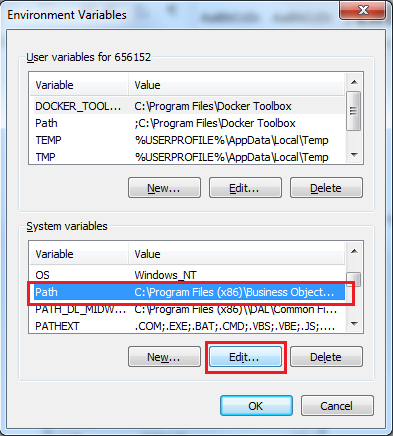 Environment Variables
User variables for 656152
Variable Value
DOCKER_TOOL... C:\Program Files\Docker Toolbox
Path ;C:\Program Files\Docker Toolbox
TEMP %USERPROFILE%\AppData\Local\Temp
TMP %USERPROFILE%\AppData\Local\Temp
New... Edit... Delete
System variables
Variable Value
OS Windows_NT
Path C:\Program Files (x86)\Business Object...
PATH_DL_MIDW... C:\Program Files (x86)\\DAL\Common Fi...
PATHEXT .COM;.EXE;.BAT;.CMD;.VBS;.VBE;.JS;....
New... Edit... Delete
OK Cancel